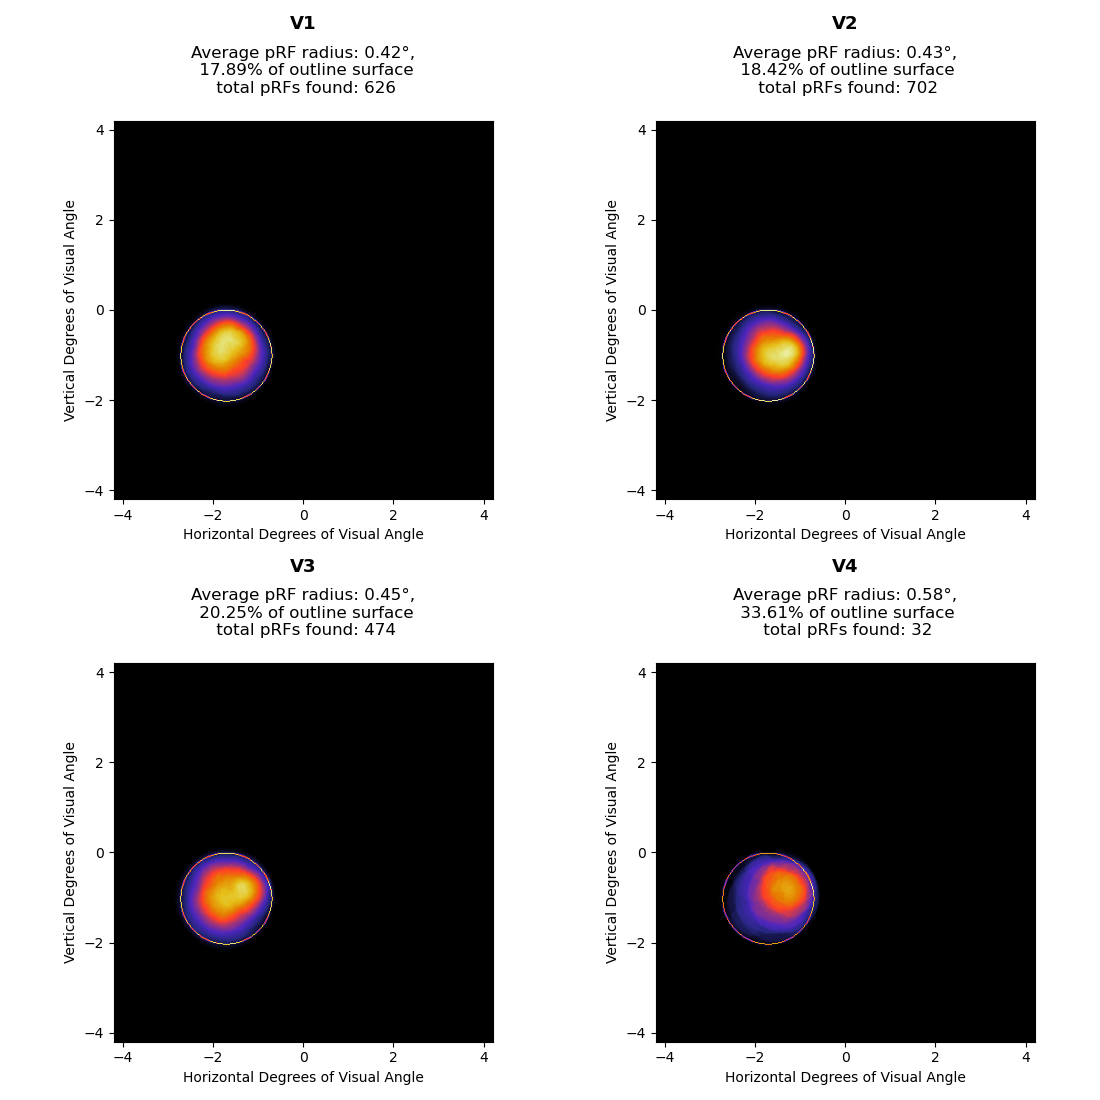 V1
Average pRF radius: 0.42°,
17.89% of outline surface
total pRFs found: 626
4
2
0
−2
−4
Vertical Degrees of Visual Angle
−4 −2 0 2 4
Horizontal Degrees of Visual Angle
V2
Average pRF radius: 0.43°,
18.42% of outline surface
total pRFs found: 702
4
2
0
−2
−4
Vertical Degrees of Visual Angle
−4 −2 0 2 4
Horizontal Degrees of Visual Angle
V3
Average pRF radius: 0.45°,
20.25% of outline surface
total pRFs found: 474
4
2
0
−2
−4
Vertical Degrees of Visual Angle
−4 −2 0 2 4
Horizontal Degrees of Visual Angle
V4
Average pRF radius: 0.58°,
33.61% of outline surface
total pRFs found: 32
4
2
0
−2
−4
Vertical Degrees of Visual Angle
−4 −2 0 2 4
Horizontal Degrees of Visual Angle